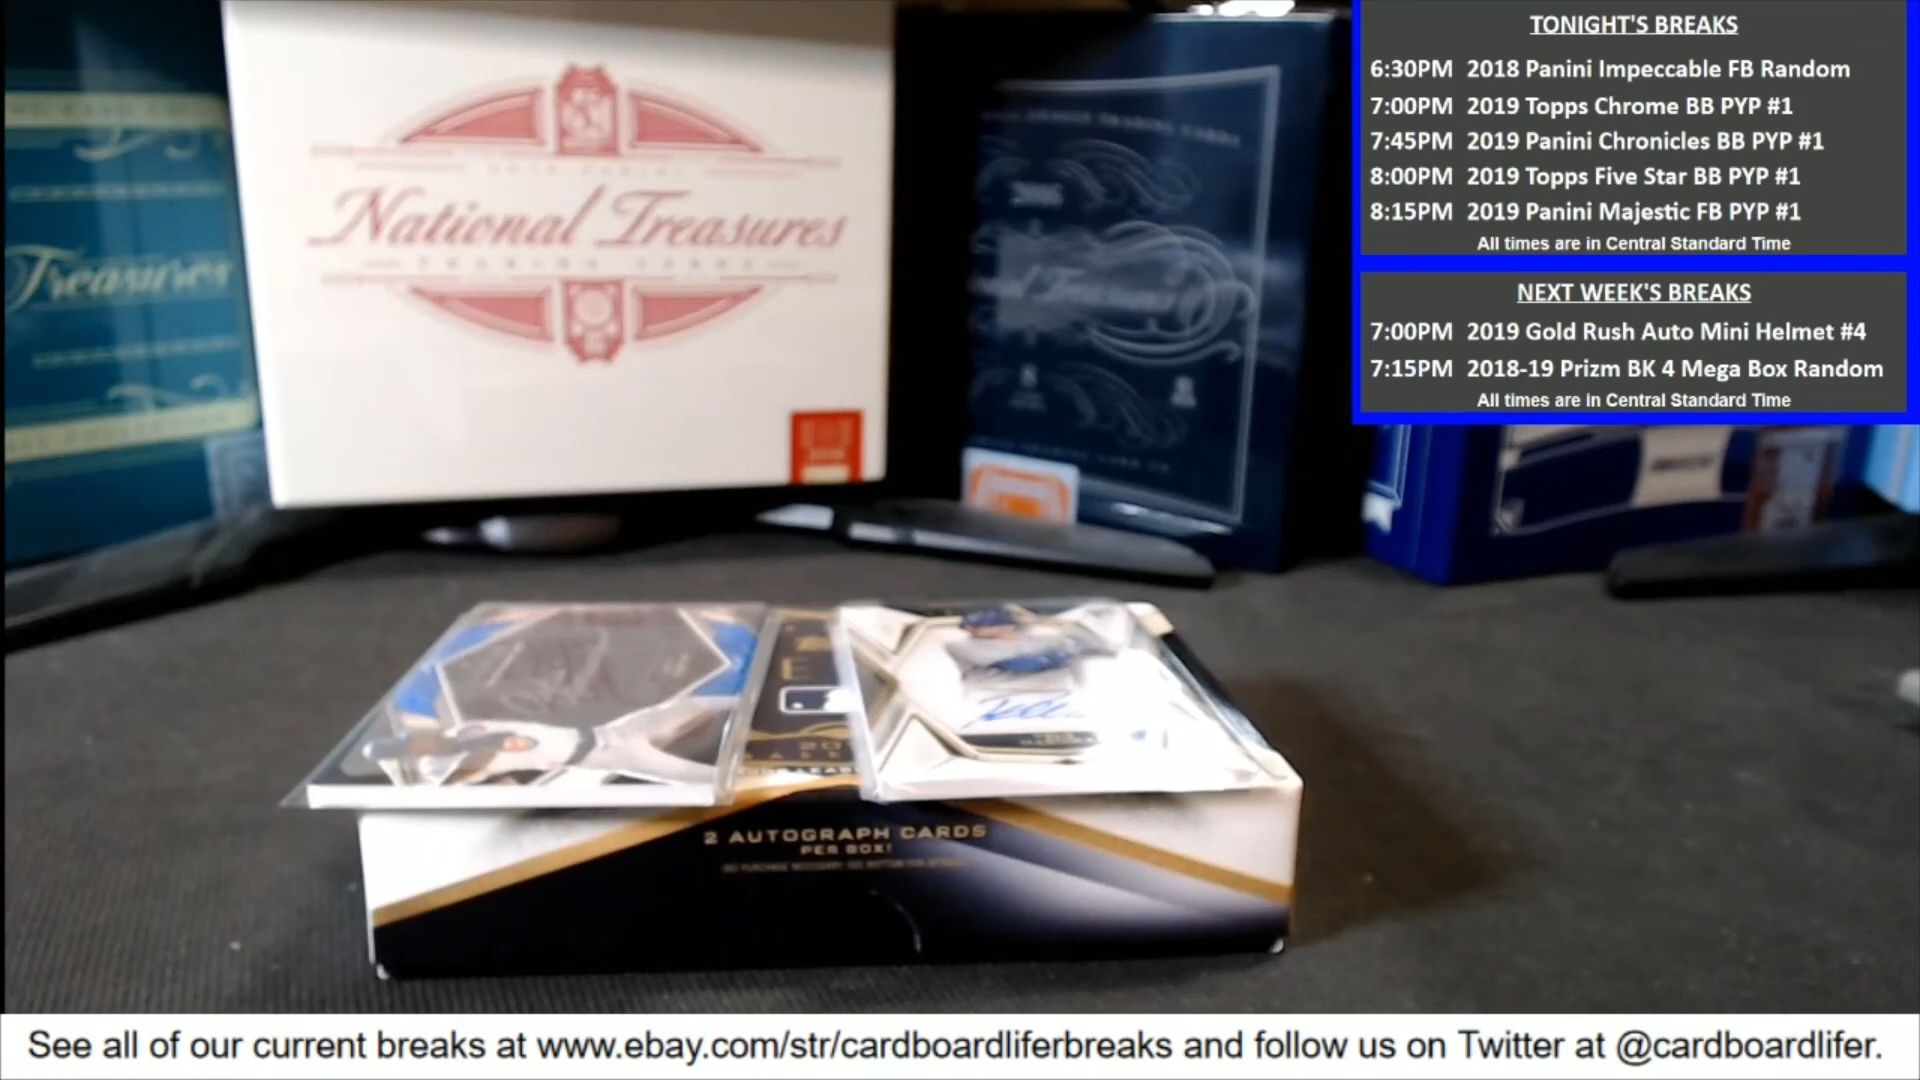 TONIGHT'S BREAKS
6:30PM 2018 Panini Impeccable FB Random
7:00PM 2019 Topps Chrome BB PYP #1
7:45PM 2019 Panini Chronicles BB PYP #1
8:00PM 2019 Topps Five Star BB PYP #1
8:15PM 2019 Panini Majestic FB PYP #1
All times are in Central Standard Time
NEXT WEEK'S BREAKS
7:00PM 2019 Gold Rush Auto Mini Helmet #4
7:15PM 2018-19 Prizm BK 4 Mega Box Random
All times are in Central Standard Time
Treasures
National Treasures
TRADING CARDS
Treasures
2 AUTOGRAPH CARDS
PER BOX!
See all of our current breaks at www.ebay.com/str/cardboardliferbreaks and follow us on Twitter at @cardboardlifer.